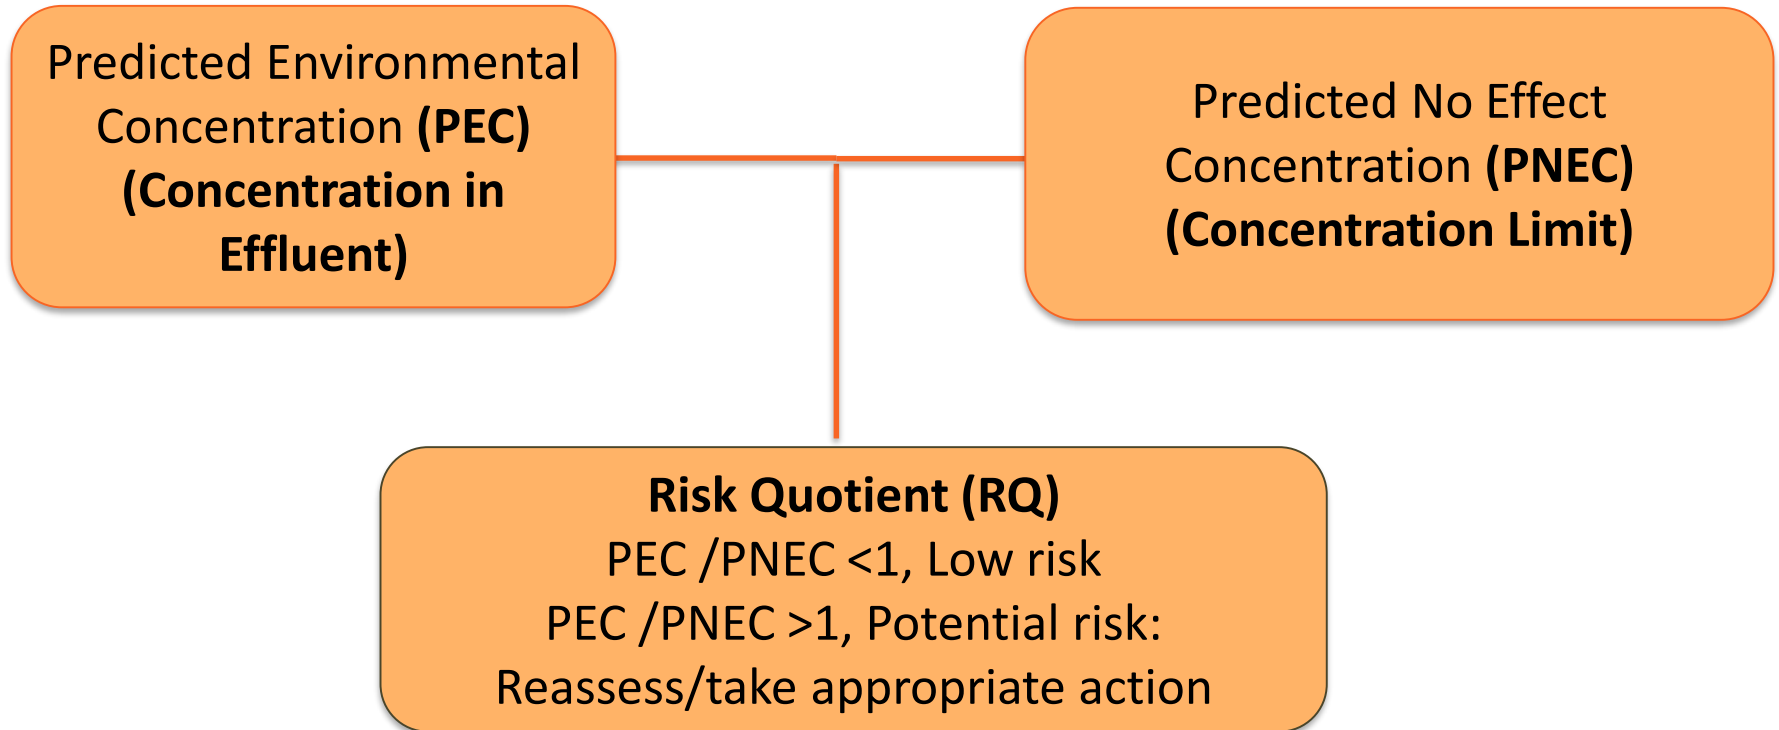 Predicted Environmental
Concentration (PEC)
(Concentration in
Effluent)
Predicted No Effect
Concentration (PNEC)
(Concentration Limit)
Risk Quotient (RQ)
PEC /PNEC <1, Low risk
PEC /PNEC >1, Potential risk:
Reassess/take appropriate action